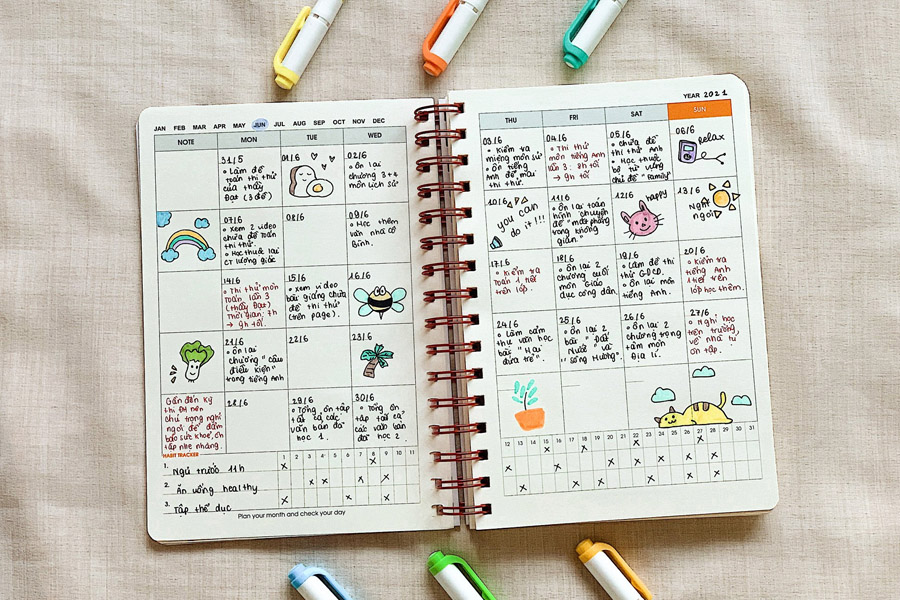 JAN FEB MAR APR MAY JUN JUL AUG SEP OCT NOV DEC
NOTE MON TUE WED
31/5
• Làm đề
toán thi thử
của thầy
Đạt (3 đề)
01/6
02/6
• Ôn lại
chương 3+4
môn Lịch sử
07/6
• Xem 2 video
chữa đề toán
thi thử.
• Học thuộc lại
CT lượng giác
08/6
09/6
• Học thêm
văn nhà cô
Bình.
14/6
• Thi thử môn
Toán lần 3
(thầy Đạt)
Thời gian: 7h
→ 9h tối.
15/6
• Xem video
bài giảng chữa
đề thi thử
(trên page).
16/6
21/6
• Ôn lại
chương "câu
điều kiện"
trong tiếng Anh
22/6
23/6
Gần đến kỳ
thi ĐH nên
chú trọng nghỉ
ngơi để đảm
bảo sức khoẻ, ôn
tập nhẹ nhàng.
28/6
29/6
• Tổng ôn tập
tất cả các
văn bản đã
học 1.
30/6
• Tổng ôn
tập tất cả
các văn bản
đã học 2.
HABIT TRACKER
1 2 3 4 5 6 7 8 9 10 11
1. Ngủ trước 11h
2. Ăn uống healthy
3. Tập thể dục
Plan your month and check your day
YEAR 2021
THU FRI SAT SUN
03/6
• Kiểm tra
miệng môn sử
• Ôn tiếng
Anh để mai
thi thử.
04/6
• Thi thử
môn tiếng Anh
lần 3: 8h tối
→ 9h tối
05/6
• chữa đề
thi thử Anh
• Học thuộc
bộ từ vựng
chủ đề "Family"
06/6
relax
10/6
you can
do it!!!
11/6
• Ôn lại toán
hình chuyên
đề "mặt phẳng
trong không
gian."
12/6
happy
13/6
Nghỉ
ngơi
17/6
• Kiểm tra
Toán 1 tiết
trên lớp.
18/6
• Ôn lại 2
chương cuối
môn Giáo
dục công dân.
19/6
• Làm đề thi
thử GDCD.
• Ôn lại môn
tiếng Anh.
20/6
• Kiểm tra
tiếng Anh
1 tiết trên
lớp học thêm.
24/6
• Làm cảm
thụ văn học
bài "Hai
đứa trẻ".
25/6
• Ôn lại 2
bài "Đất
Nước" và
"Sông Hương".
26/6
• Ôn lại 2
chương trọng
tâm môn
Địa lí.
27/6
• Nghỉ học
trên trường,
về nhà tự
ôn tập.
12 13 14 15 16 17 18 19 20 21 22 23 24 25 26 27 28 29 30 31